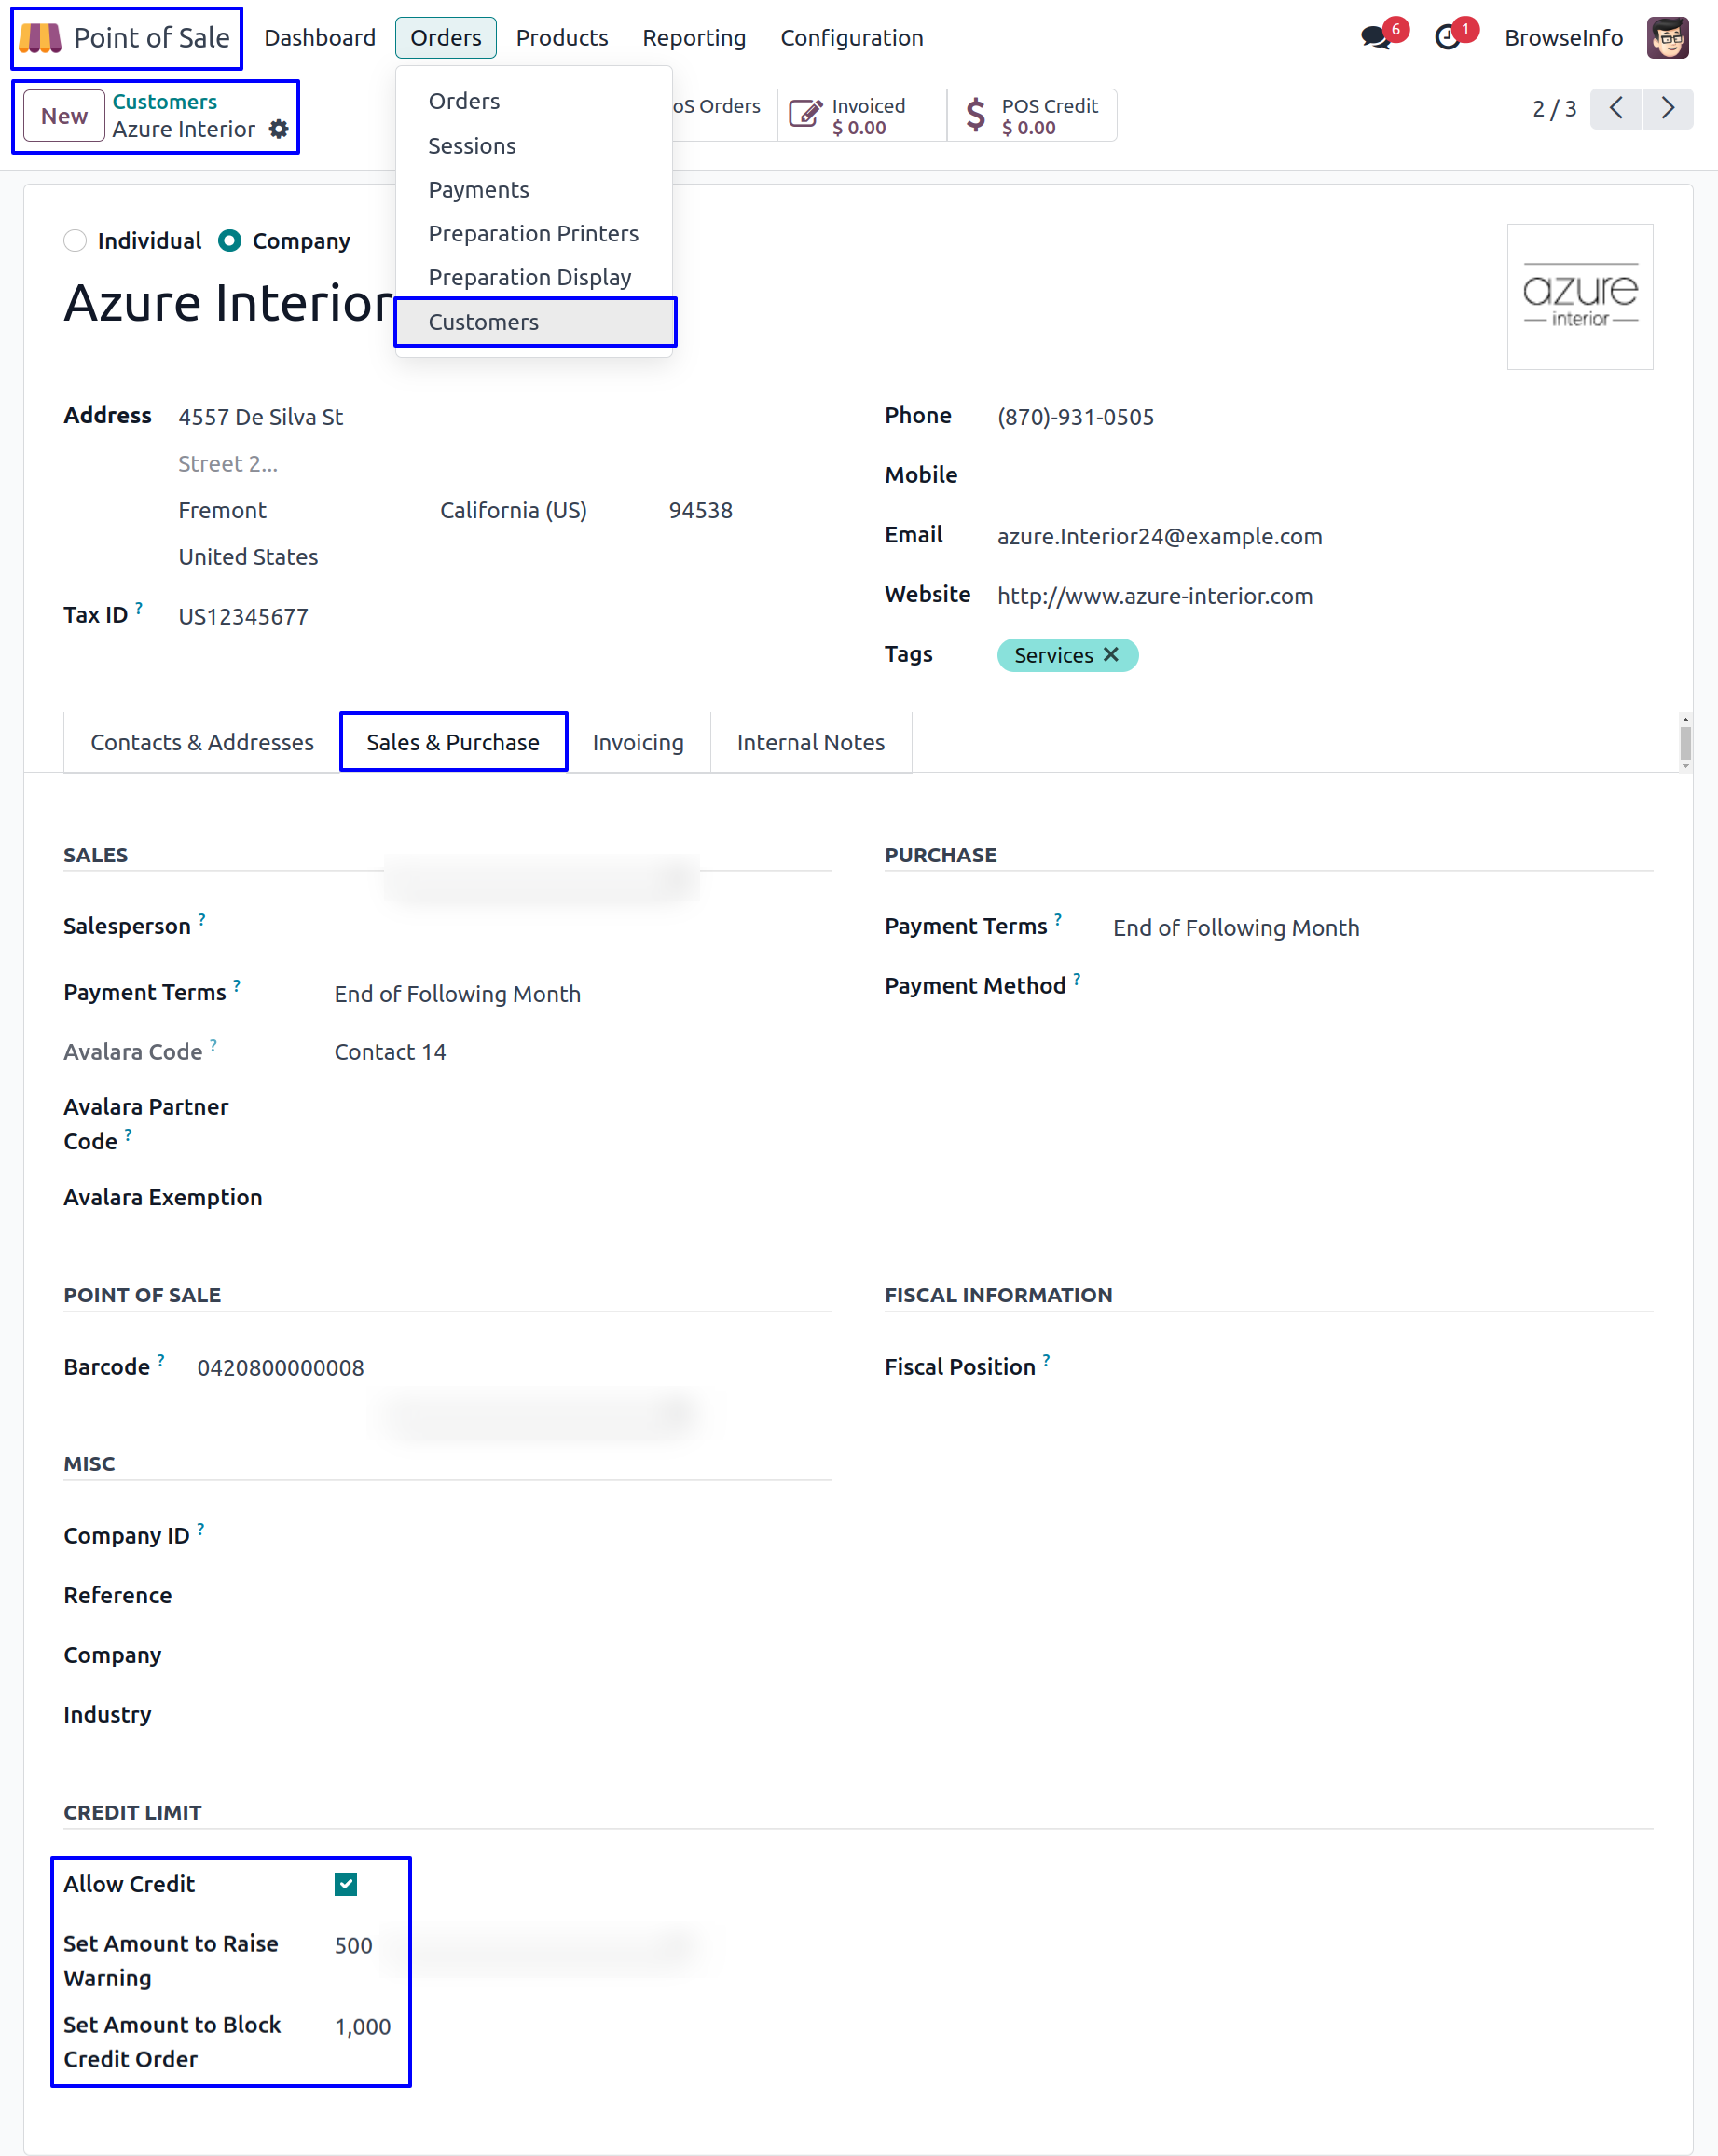 Point of Sale Dashboard Orders Products Reporting Configuration 6 1 BrowseInfo
New Customers
Azure Interior
Orders
Sessions
Payments
Preparation Printers
Preparation Display
Customers
oS Orders
Invoiced
$ 0.00
POS Credit
$ 0.00
2 / 3
Individual Company
Azure Interior
azure
interior
Address 4557 De Silva St
Street 2...
Fremont California (US) 94538
United States
Tax ID ? US12345677
Phone (870)-931-0505
Mobile
Email azure.Interior24@example.com
Website http://www.azure-interior.com
Tags Services
Contacts & Addresses Sales & Purchase Invoicing Internal Notes
SALES
Salesperson ?
Payment Terms ? End of Following Month
Avalara Code ? Contact 14
Avalara Partner
Code ?
Avalara Exemption
PURCHASE
Payment Terms ? End of Following Month
Payment Method ?
POINT OF SALE
Barcode ? 0420800000008
FISCAL INFORMATION
Fiscal Position ?
MISC
Company ID ?
Reference
Company
Industry
CREDIT LIMIT
Allow Credit
Set Amount to Raise
Warning
500
Set Amount to Block
Credit Order
1,000